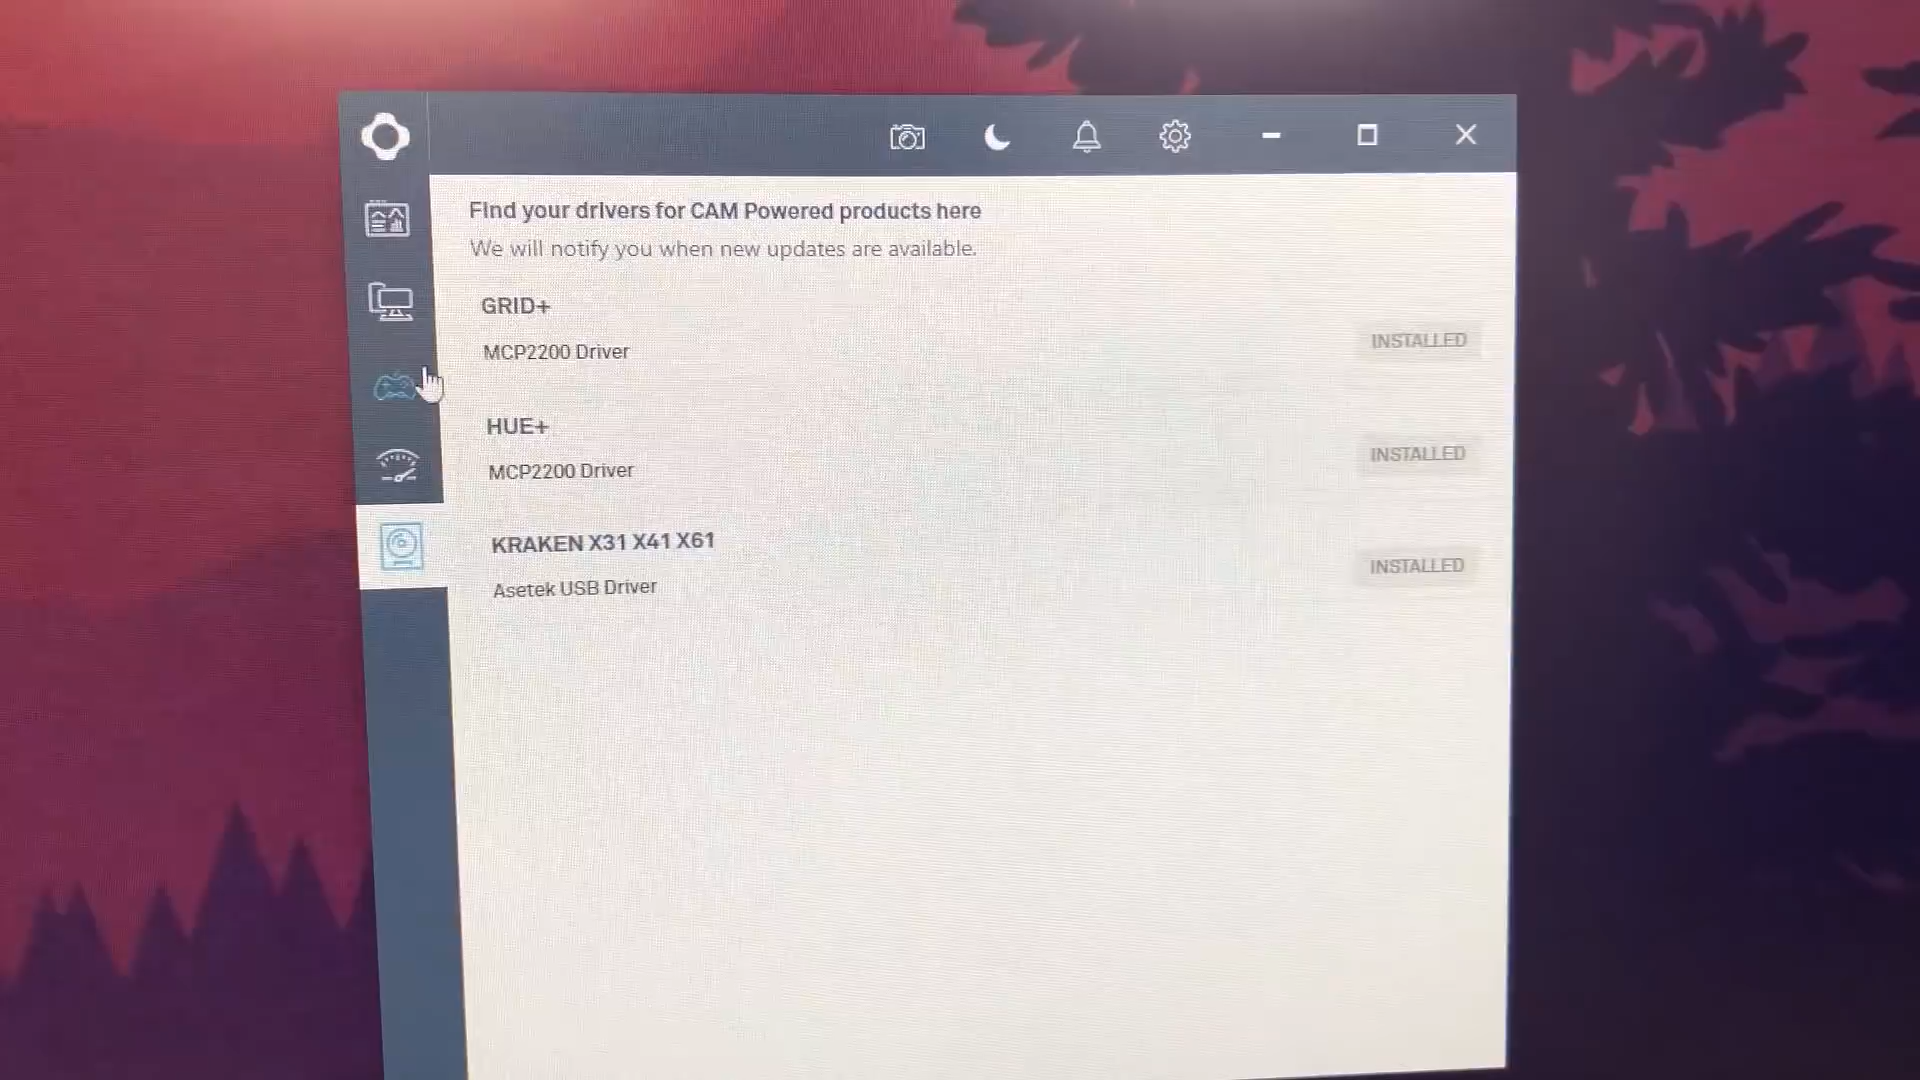 Find your drivers for CAM Powered products here
We will notify you when new updates are available.
GRID+
MCP2200 Driver
INSTALLED
HUE+
MCP2200 Driver
INSTALLED
KRAKEN X31 X41 X61
Asetek USB Driver
INSTALLED